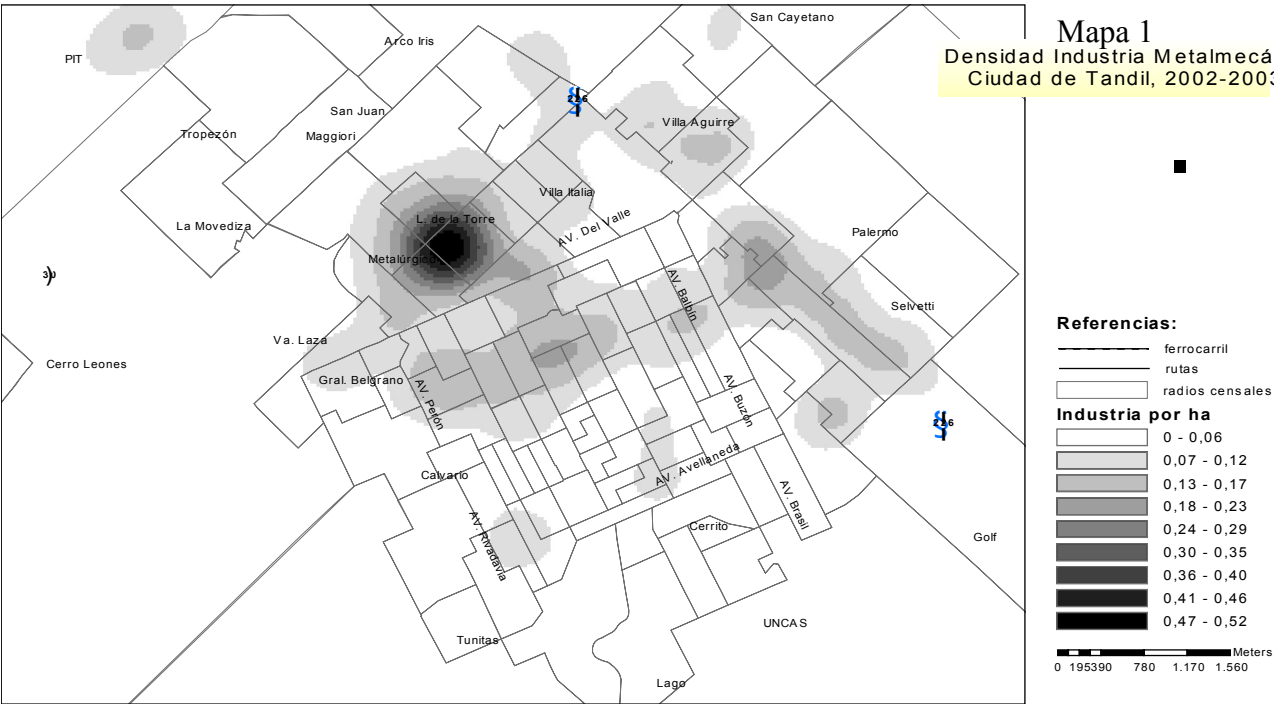 Mapa 1
Densidad Industria Metalmecá
Ciudad de Tandil, 2002-2003
San Cayetano
Arco Iris
PIT
226
San Juan
Villa Aguirre
Tropezón
Maggiori
Villa Italia
L. de la Torre
La Movediza
AV. Del Valle
Palermo
Metalúrgico
30
AV. Balbín
Selvetti
Va. Laza
Cerro Leones
Gral. Belgrano
AV. Perón
AV. Buzón
226
AV. Avellaneda
Calvario
AV. Brasil
AV. Rivadavia
Cerrito
Golf
UNCAS
Tunitas
Lago
Referencias:
ferrocarril
rutas
radios censales
Industria por ha
0 - 0,06
0,07 - 0,12
0,13 - 0,17
0,18 - 0,23
0,24 - 0,29
0,30 - 0,35
0,36 - 0,40
0,41 - 0,46
0,47 - 0,52
Meters
0 195390 780 1.170 1.560